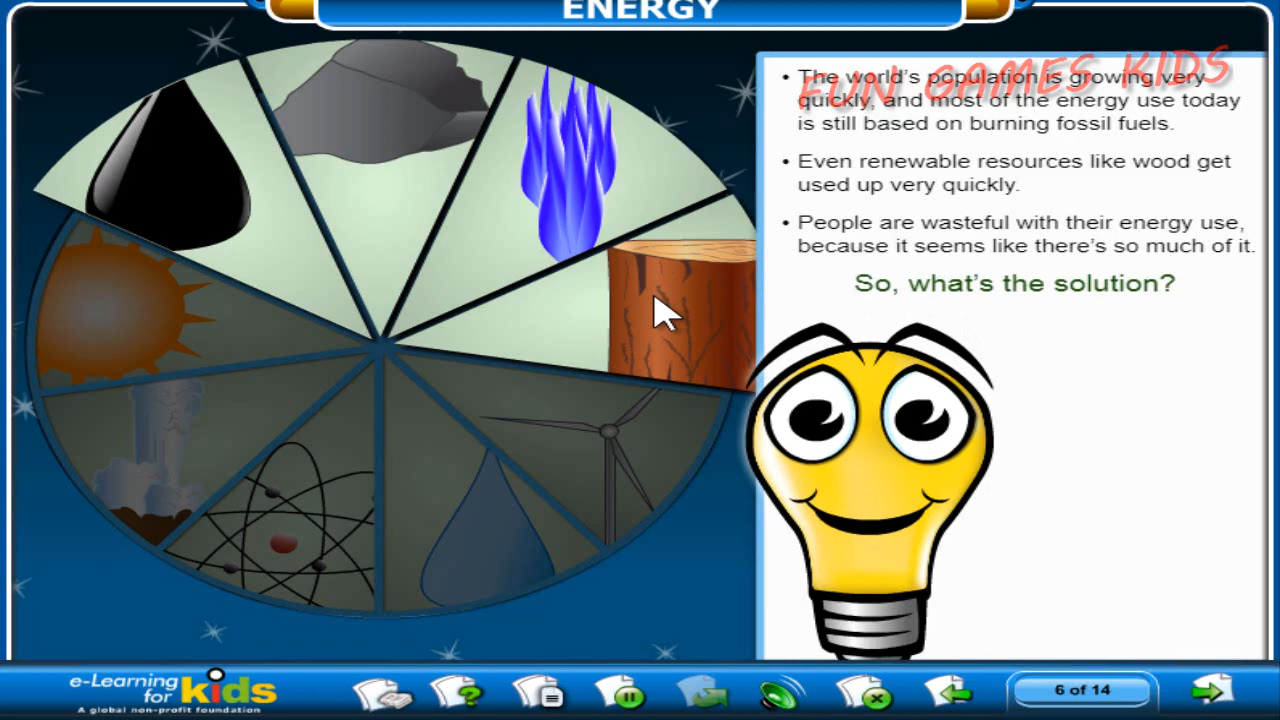 ENERGY
FUN GAMES KIDS
• The world's population is growing very
quickly, and most of the energy use today
is still based on burning fossil fuels.
• Even renewable resources like wood get
used up very quickly.
• People are wasteful with their energy use,
because it seems like there's so much of it.
So, what's the solution?
e-Learning
for kids
A global non-profit foundation
6 of 14